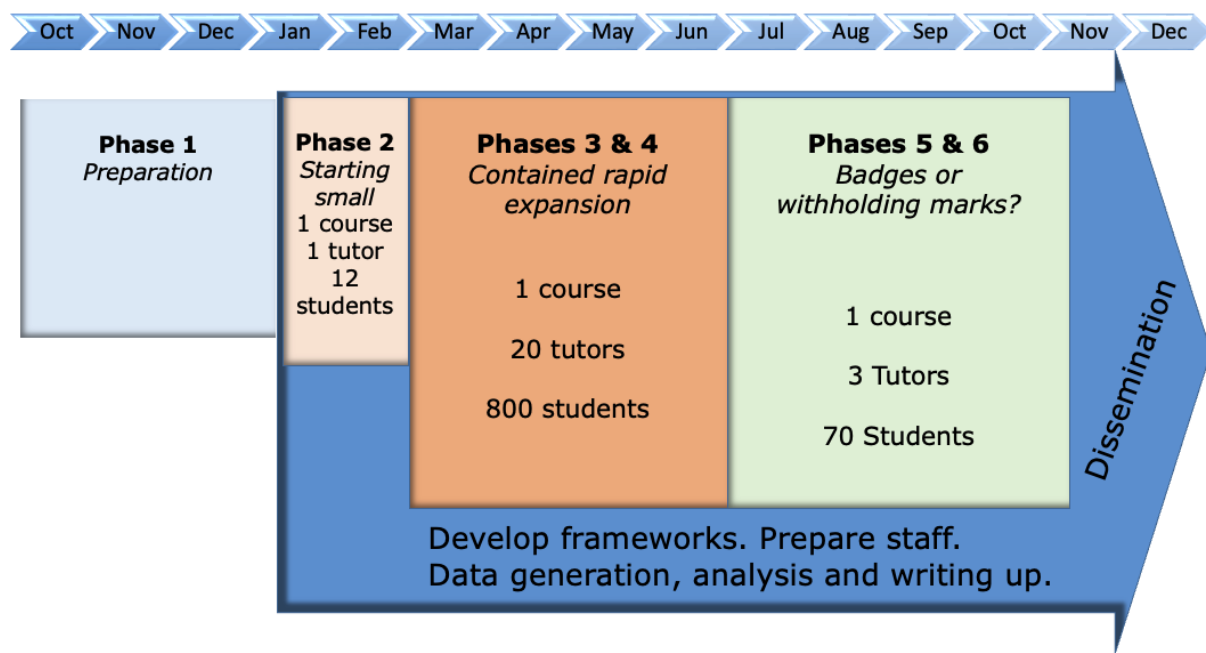 Oct Nov Dec Jan Feb Mar Apr May Jun Jul Aug Sep Oct Nov Dec
Phase 1
Preparation
Phase 2
Starting
small
1 course
1 tutor
12
students
Phases 3 & 4
Contained rapid
expansion
1 course
20 tutors
800 students
Phases 5 & 6
Badges or
withholding marks?
1 course
3 Tutors
70 Students
Dissemination
Develop frameworks. Prepare staff.
Data generation, analysis and writing up.